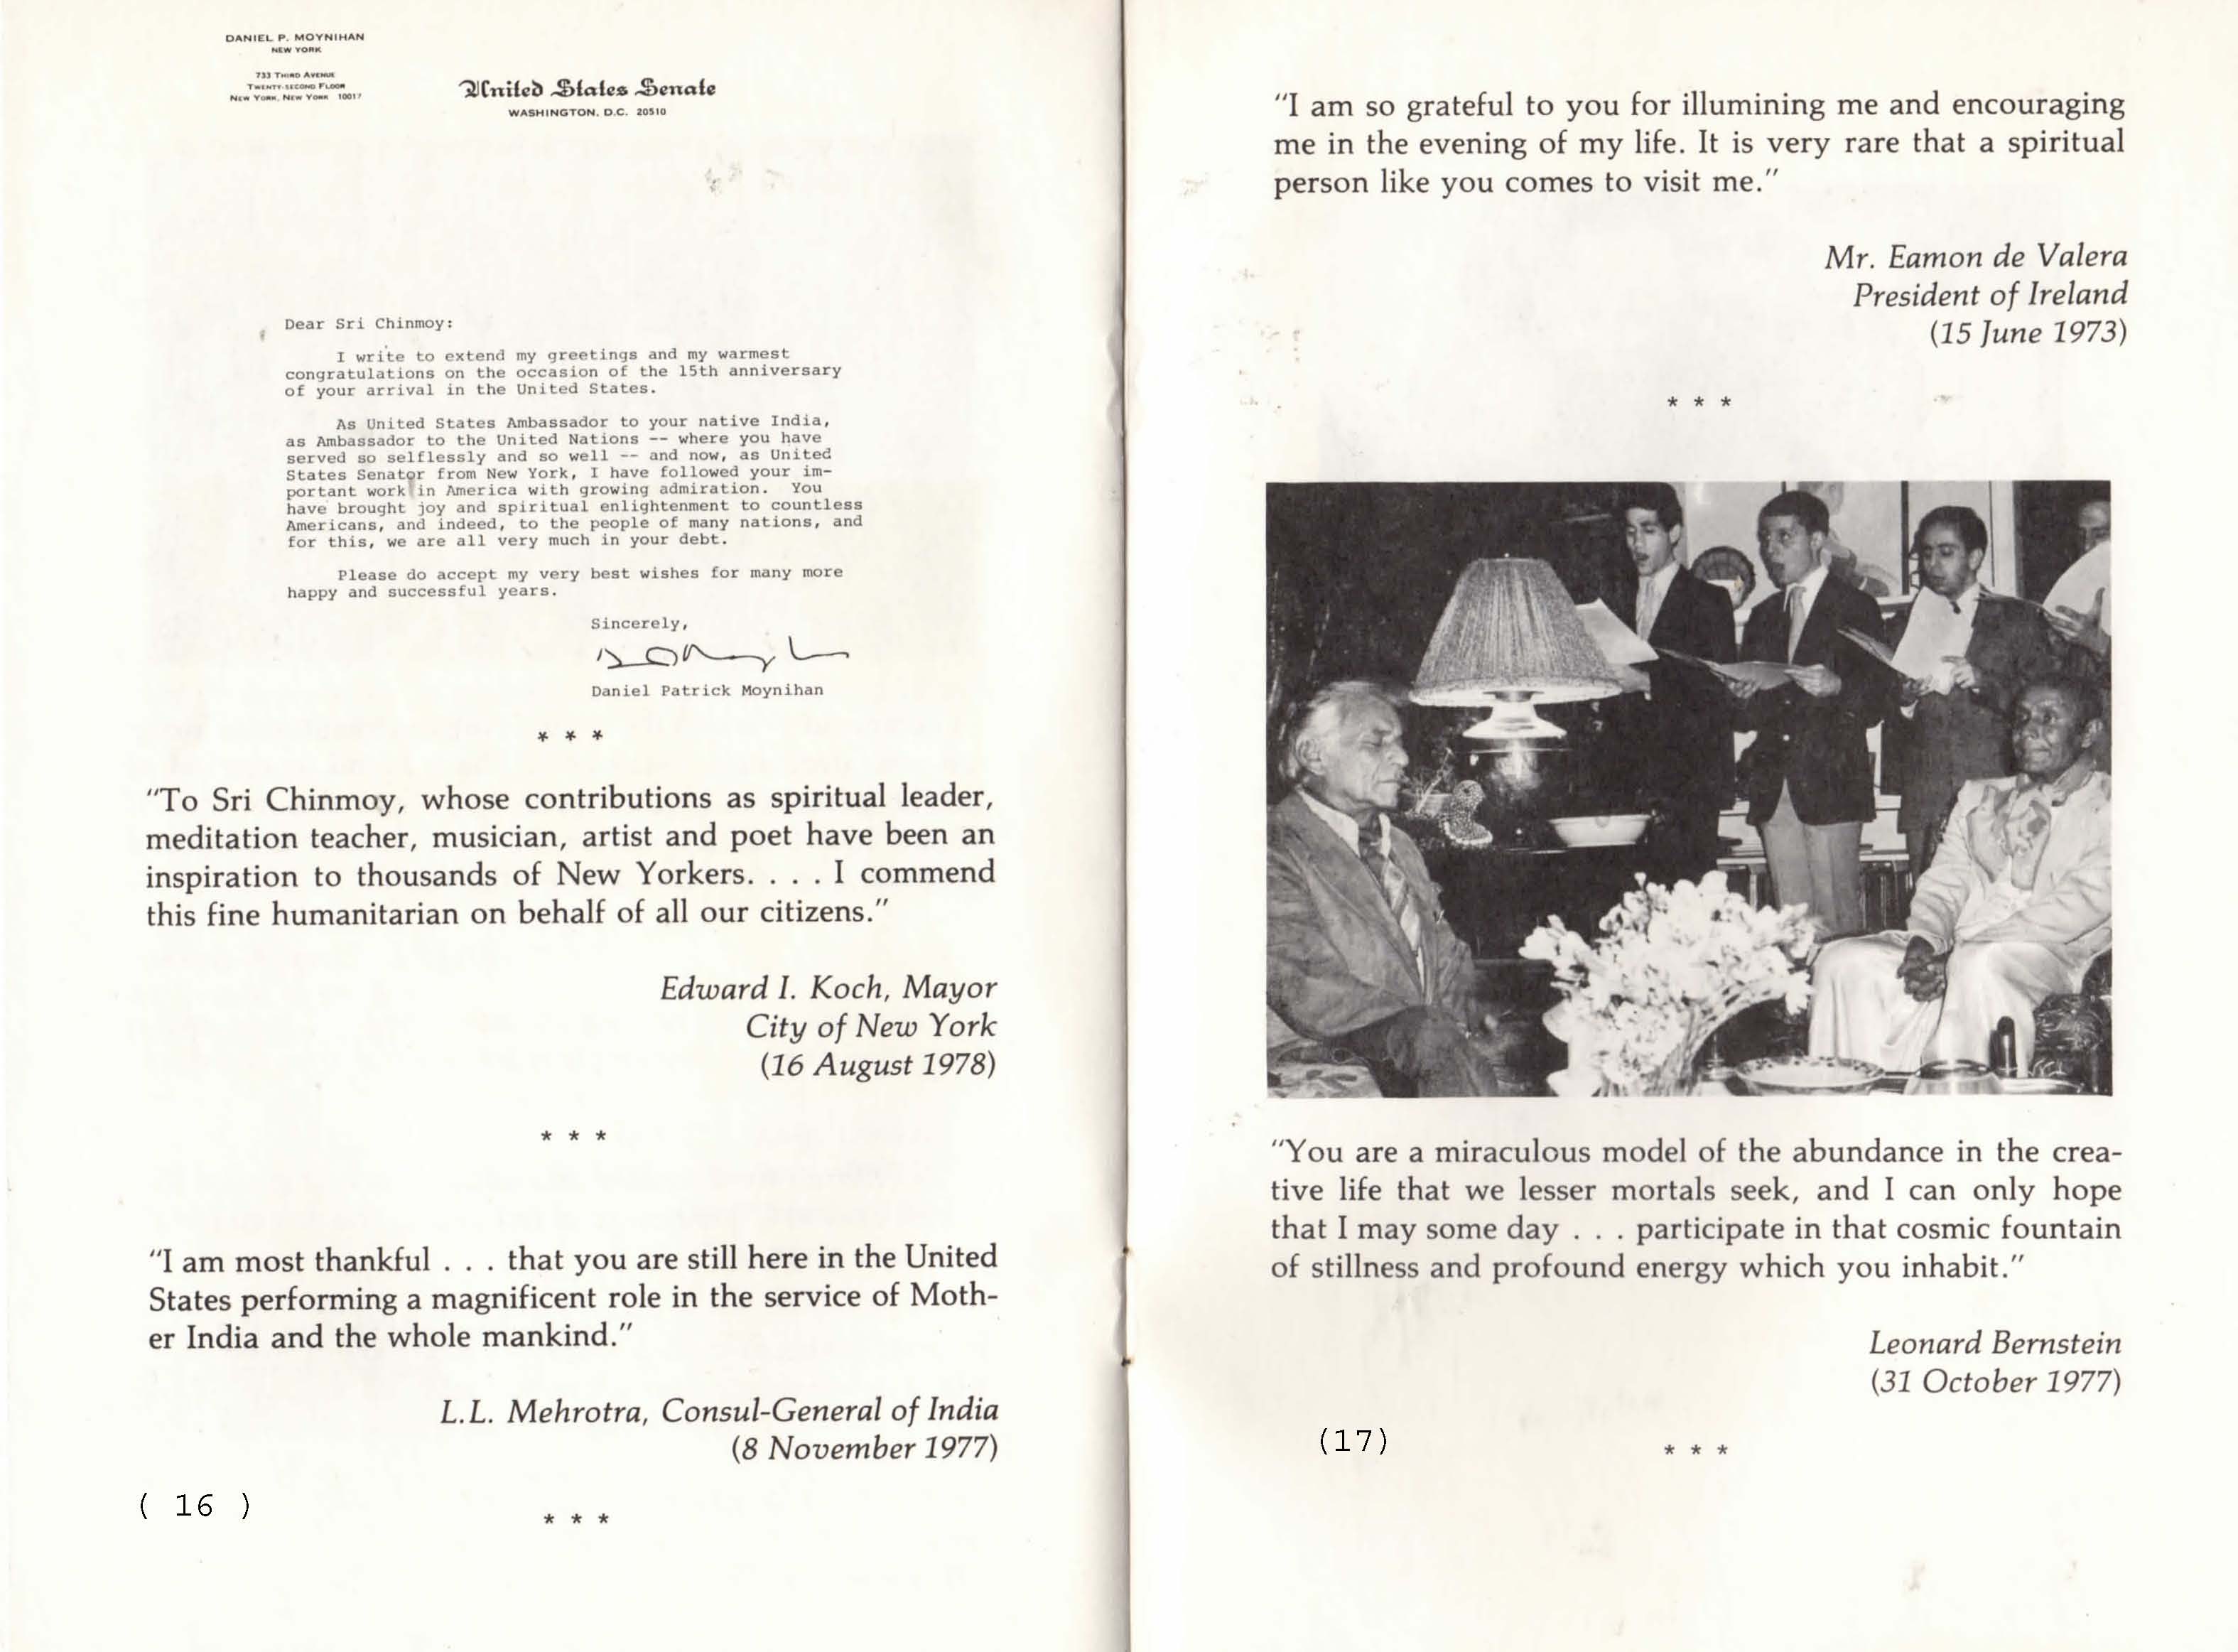 DANIEL P. MOYNIHAN
NEW YORK
733 THIRD AVENUE
TWENTY-SECOND FLOOR
NEW YORK, NEW YORK 10017
United States Senate
WASHINGTON, D.C. 20510
Dear Sri Chinmoy:
I write to extend my greetings and my warmest
congratulations on the occasion of the 15th anniversary
of your arrival in the United States.
As United States Ambassador to your native India,
as Ambassador to the United Nations -- where you have
served so selflessly and so well -- and now, as United
States Senator from New York, I have followed your im-
portant work in America with growing admiration. You
have brought joy and spiritual enlightenment to countless
Americans, and indeed, to the people of many nations, and
for this, we are all very much in your debt.
Please do accept my very best wishes for many more
happy and successful years.
Sincerely,
Daniel Patrick Moynihan
* * *
"To Sri Chinmoy, whose contributions as spiritual leader,
meditation teacher, musician, artist and poet have been an
inspiration to thousands of New Yorkers. . . . I commend
this fine humanitarian on behalf of all our citizens."
Edward I. Koch, Mayor
City of New York
(16 August 1978)
* * *
"I am most thankful . . . that you are still here in the United
States performing a magnificent role in the service of Moth-
er India and the whole mankind."
L.L. Mehrotra, Consul-General of India
(8 November 1977)
( 16 )
* * *
"I am so grateful to you for illumining me and encouraging
me in the evening of my life. It is very rare that a spiritual
person like you comes to visit me."
Mr. Eamon de Valera
President of Ireland
(15 June 1973)
* * *
"You are a miraculous model of the abundance in the crea-
tive life that we lesser mortals seek, and I can only hope
that I may some day . . . participate in that cosmic fountain
of stillness and profound energy which you inhabit."
Leonard Bernstein
(31 October 1977)
(17)
* * *